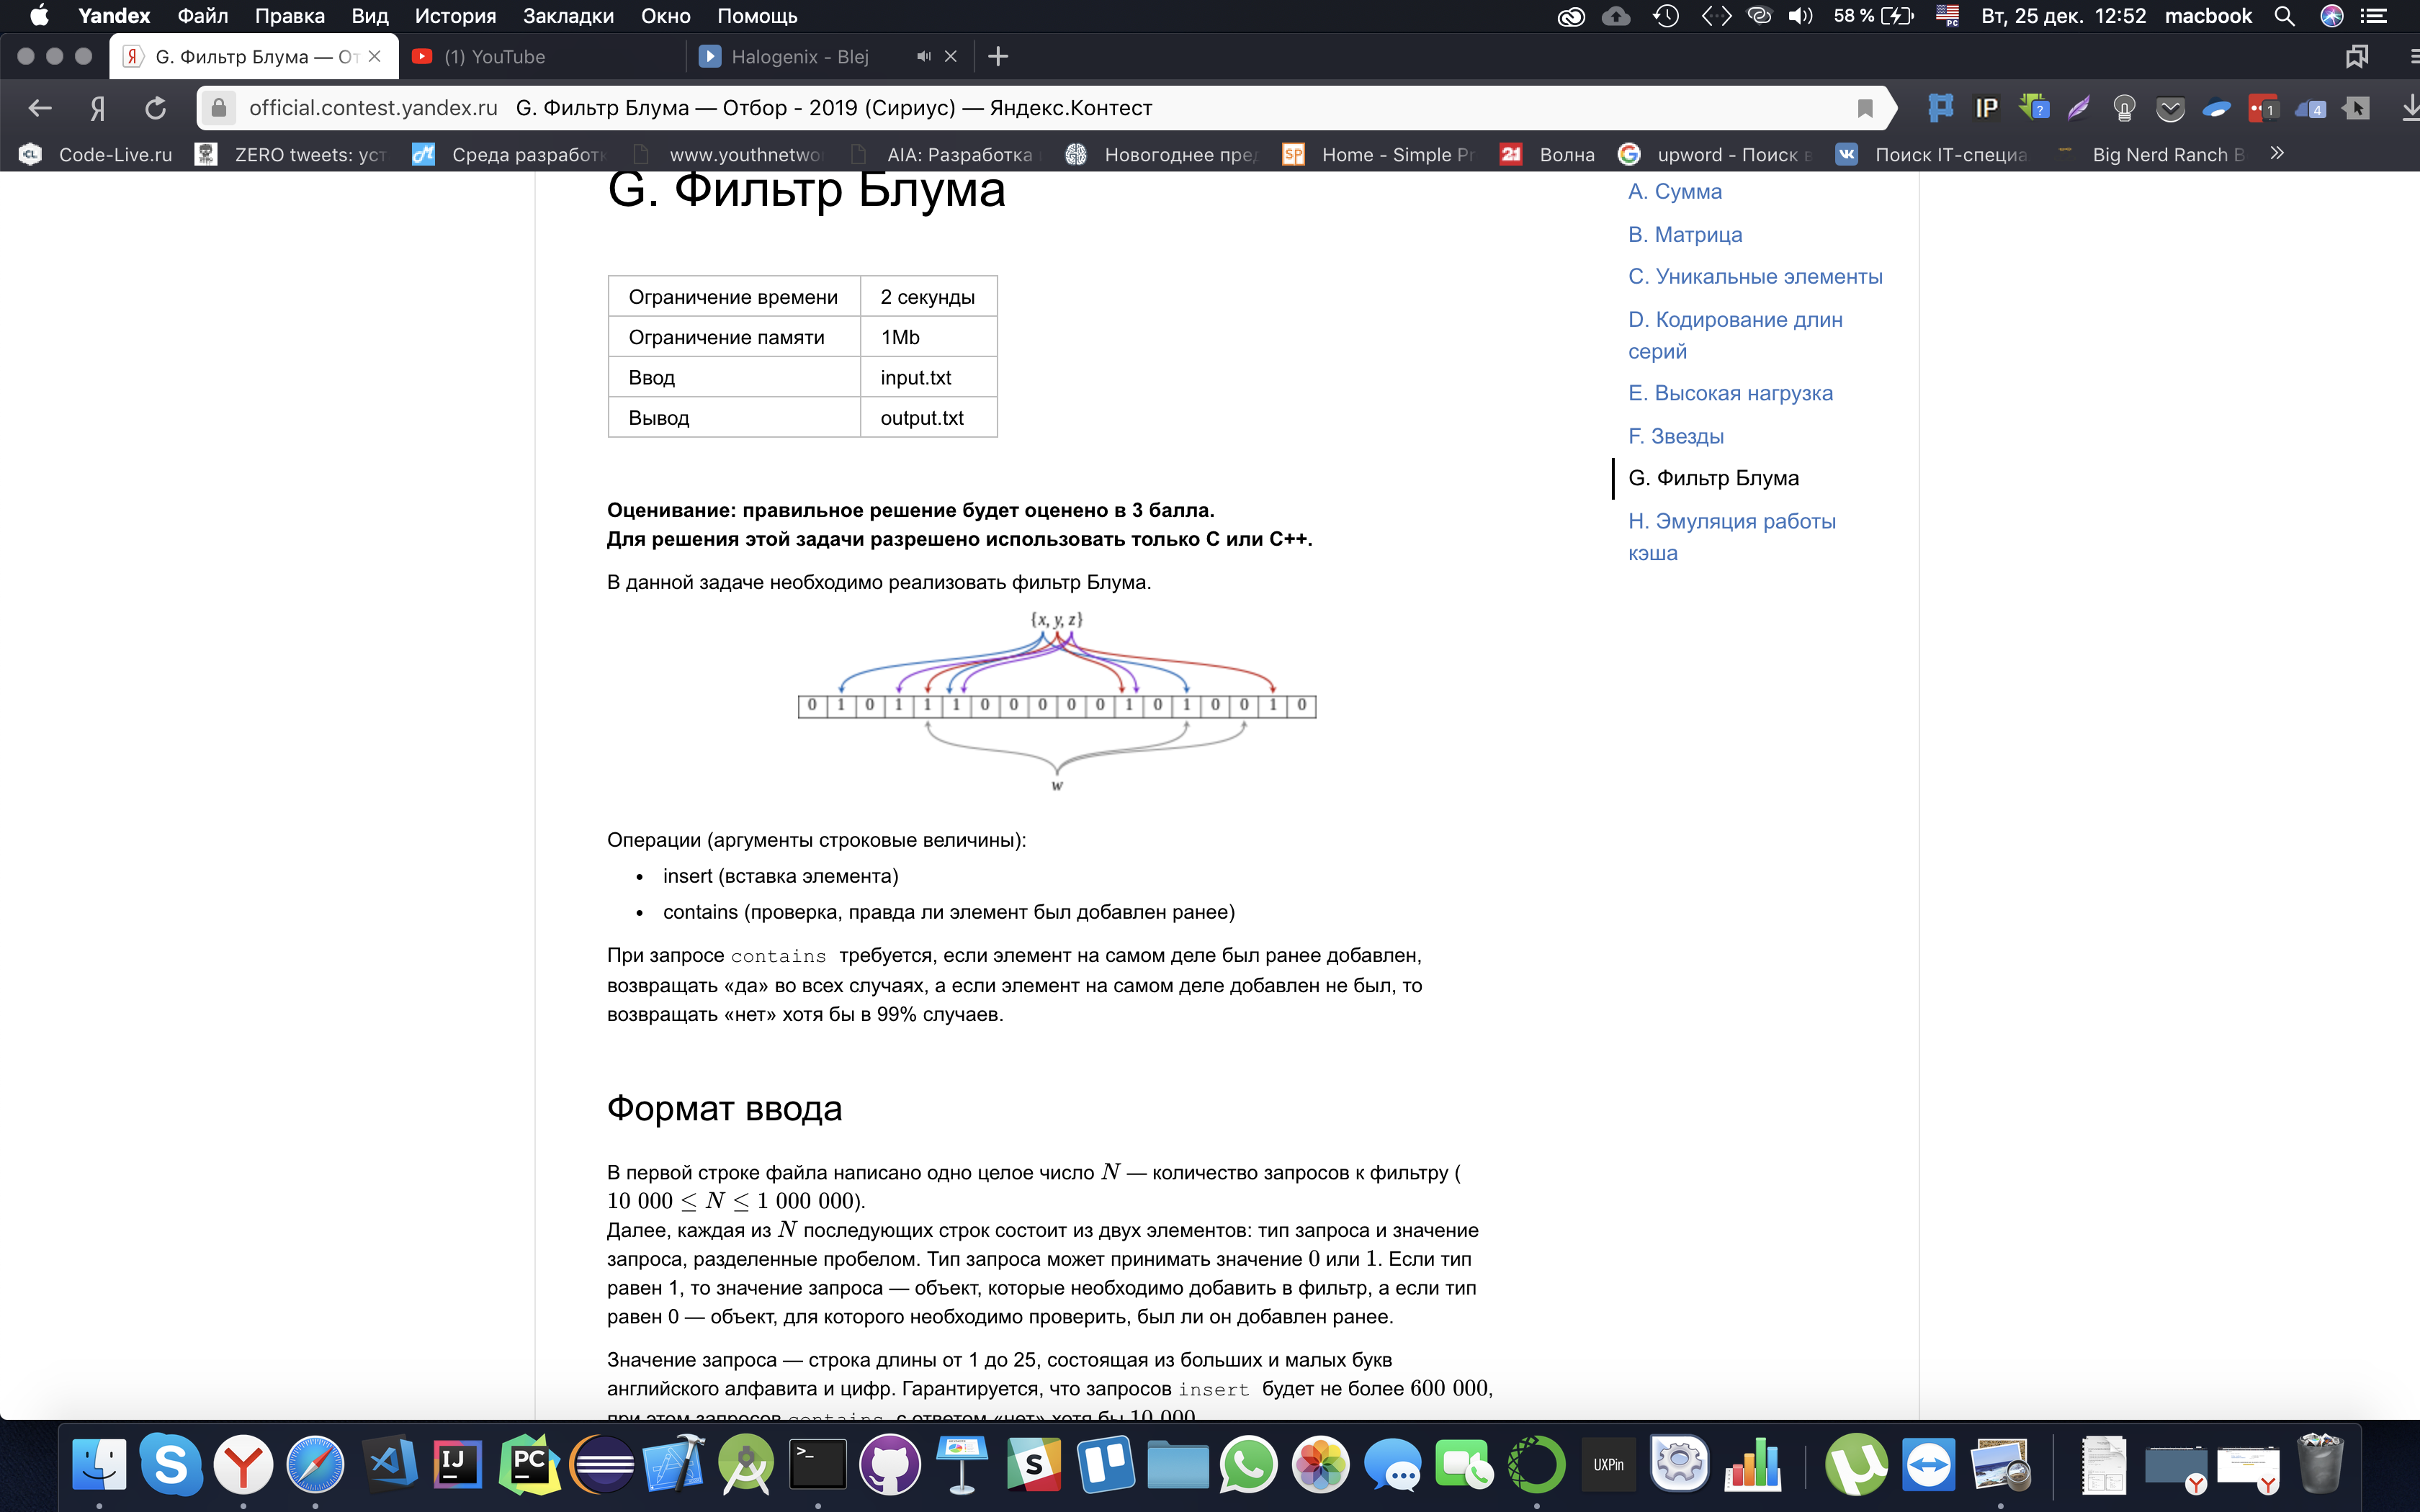 Yandex Файл Правка Вид История Закладки Окно Помощь 58 % Вт, 25 дек. 12:52 macbook
G. Фильтр Блума — От (1) YouTube Halogenix - Blej
official.contest.yandex.ru G. Фильтр Блума — Отбор - 2019 (Сириус) — Яндекс.Контест
Code-Live.ru ZERO tweets: уст Среда разработк www.youthnetwo AIA: Разработка Новогоднее пре Home - Simple Pr Волна upword - Поиск в Поиск IT-специа Big Nerd Ranch B
G. Фильтр Блума
Ограничение времени 2 секунды
Ограничение памяти 1Mb
Ввод input.txt
Вывод output.txt
Оценивание: правильное решение будет оценено в 3 балла.
Для решения этой задачи разрешено использовать только C или C++.
В данной задаче необходимо реализовать фильтр Блума.
{x, y, z}
0 1 0 1 1 1 0 0 0 0 0 1 0 1 0 0 1 0
w
Операции (аргументы строковые величины):
• insert (вставка элемента)
• contains (проверка, правда ли элемент был добавлен ранее)
При запросе contains требуется, если элемент на самом деле был ранее добавлен,
возвращать «да» во всех случаях, а если элемент на самом деле добавлен не был, то
возвращать «нет» хотя бы в 99% случаев.
Формат ввода
В первой строке файла написано одно целое число N — количество запросов к фильтру (
10 000 ≤ N ≤ 1 000 000).
Далее, каждая из N последующих строк состоит из двух элементов: тип запроса и значение
запроса, разделенные пробелом. Тип запроса может принимать значение 0 или 1. Если тип
равен 1, то значение запроса — объект, которые необходимо добавить в фильтр, а если тип
равен 0 — объект, для которого необходимо проверить, был ли он добавлен ранее.
Значение запроса — строка длины от 1 до 25, состоящая из больших и малых букв
английского алфавита и цифр. Гарантируется, что запросов insert будет не более 600 000,
при этом запросов contains с ответом «нет» хотя бы 10 000
A. Сумма
B. Матрица
C. Уникальные элементы
D. Кодирование длин
серий
E. Высокая нагрузка
F. Звезды
G. Фильтр Блума
H. Эмуляция работы
кэша
IP
UXPin